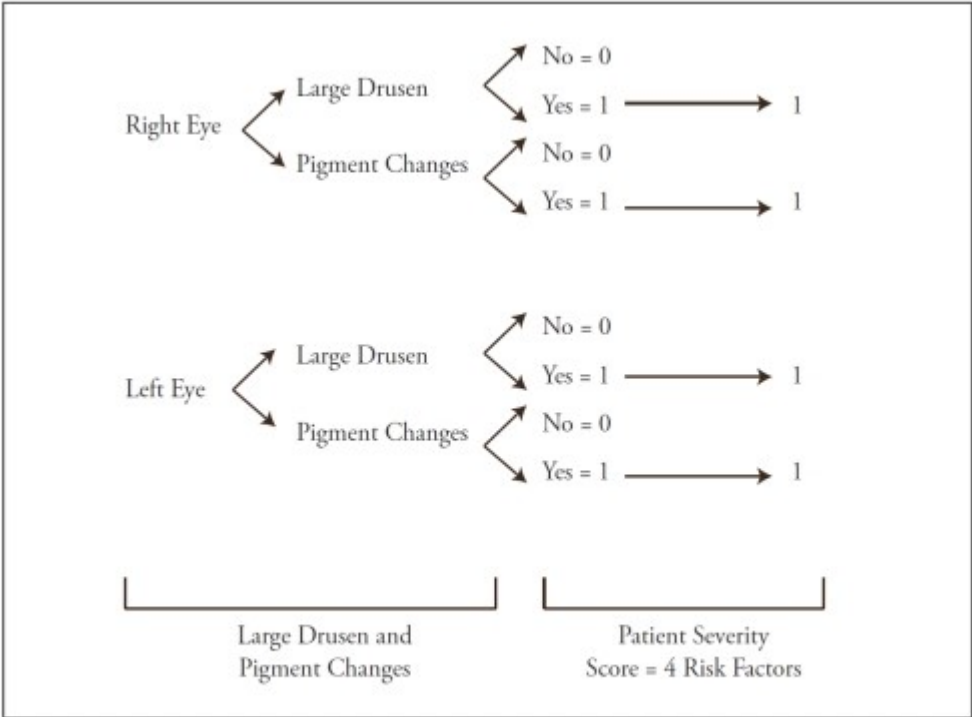 Right Eye
Large Drusen
No = 0
Yes = 1
1
Pigment Changes
No = 0
Yes = 1
1
Left Eye
Large Drusen
No = 0
Yes = 1
1
Pigment Changes
No = 0
Yes = 1
1
Large Drusen and
Pigment Changes
Patient Severity
Score = 4 Risk Factors